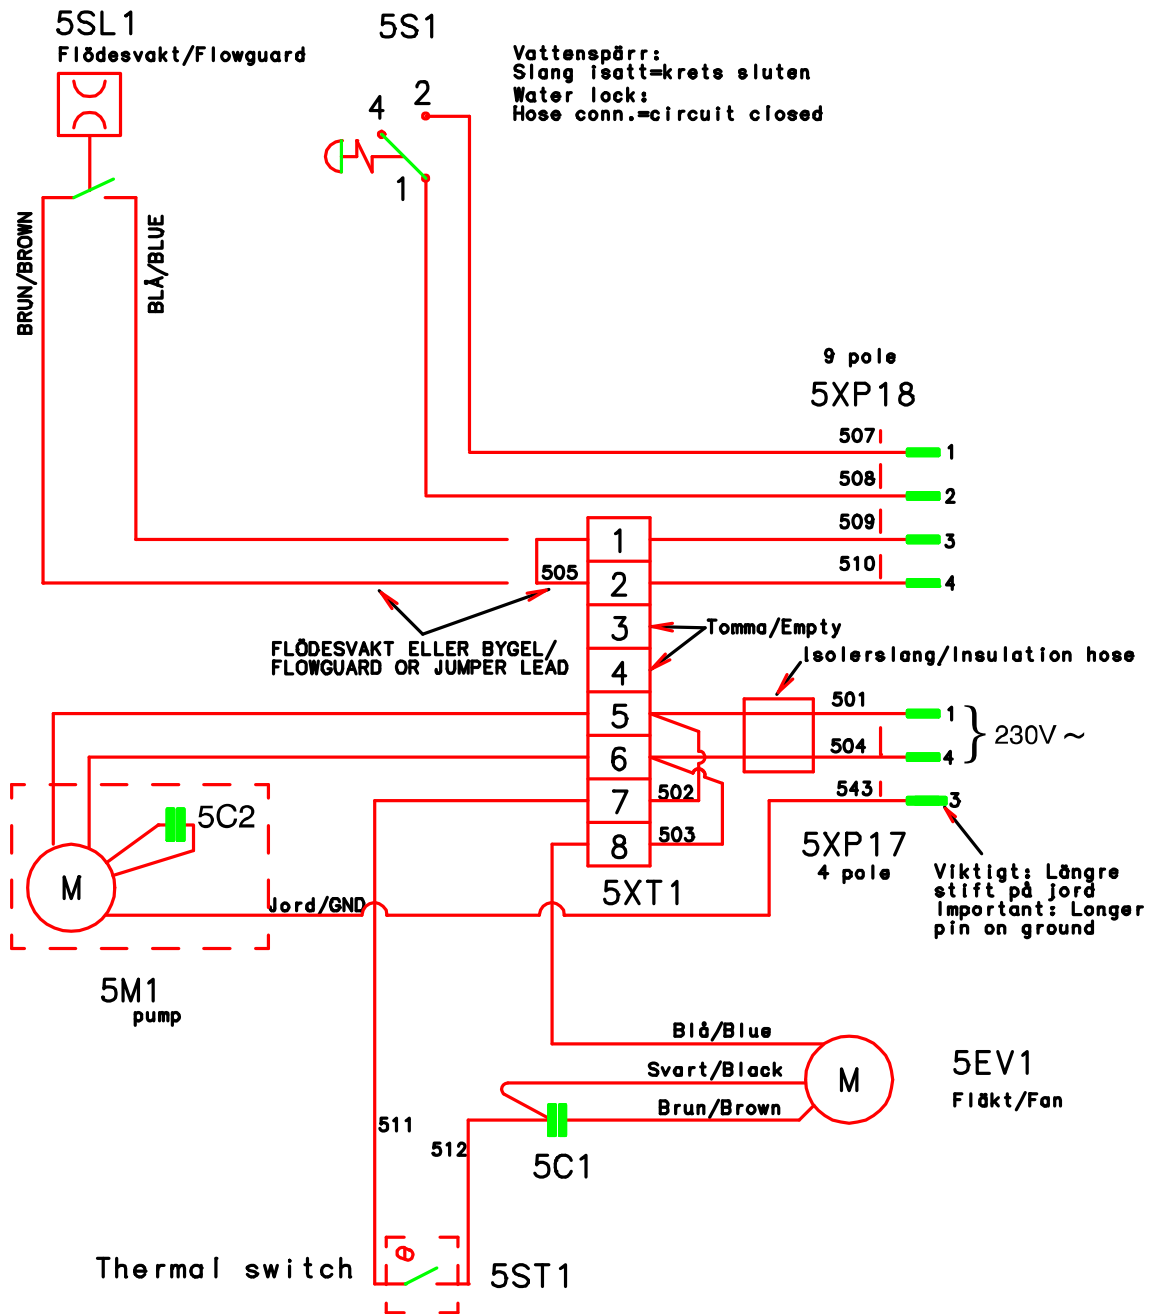 5SL1
Flödesvakt/Flowguard
5S1
Vattenspärr:
Slang isatt=krets sluten
Water lock:
Hose conn.=circuit closed
4
2
1
BRUN/BROWN
BLÅ/BLUE
9 pole
5XP18
507
1
508
2
509
3
510
4
505
1
2
3
4
5
6
7
8
5XT1
FLÖDESVAKT ELLER BYGEL/
FLOWGUARD OR JUMPER LEAD
Tomma/Empty
Isolerslang/Insulation hose
501
1
504
4
230V ~
543
3
502
503
5XP17
4 pole
Viktigt: Längre
stift på jord
Important: Longer
pin on ground
5C2
M
Jord/GND
5M1
pump
Blå/Blue
Svart/Black
Brun/Brown
M
5EV1
Fläkt/Fan
511
512
5C1
Thermal switch
θ
5ST1